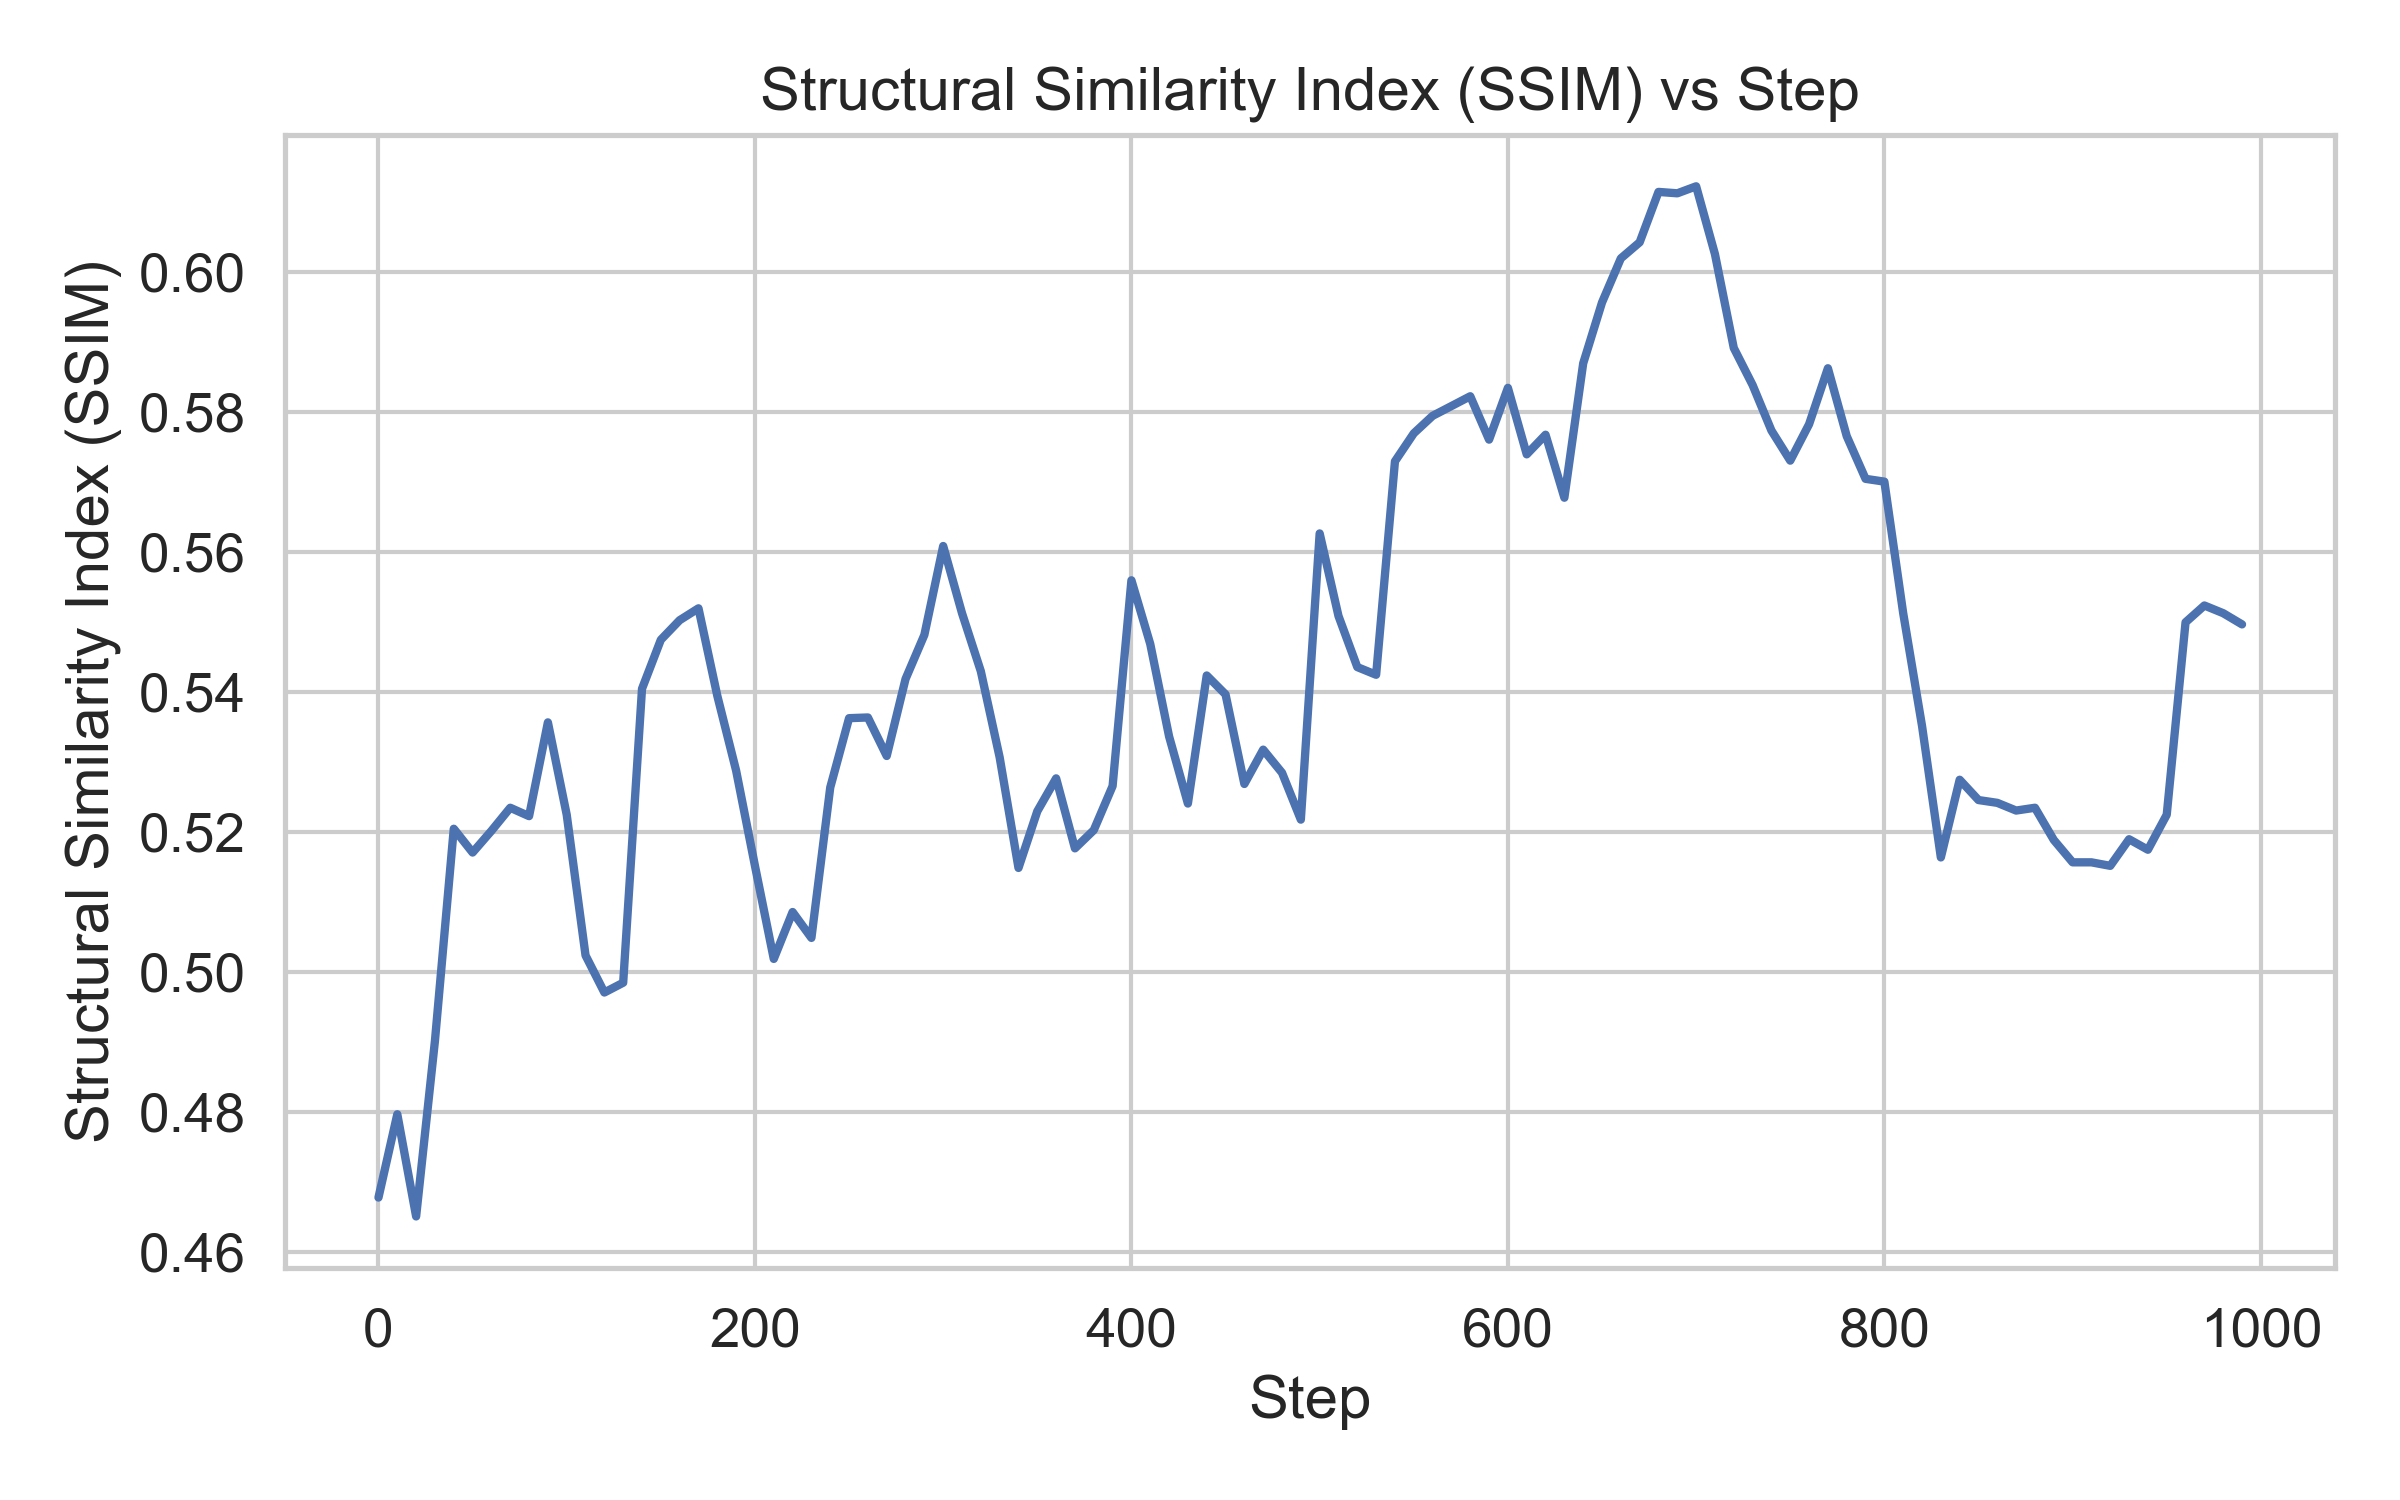 Structural Similarity Index (SSIM) vs Step
Structural Similarity Index (SSIM)
0.60
0.58
0.56
0.54
0.52
0.50
0.48
0.46
0 200 400 600 800 1000
Step